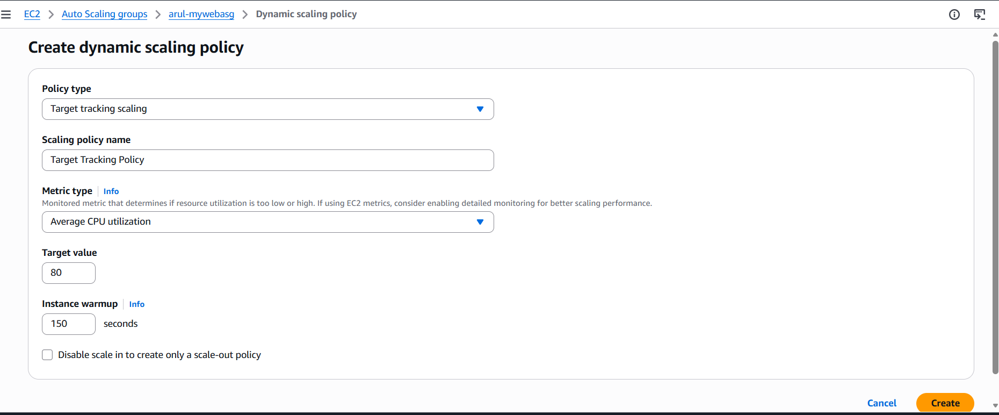 EC2 > Auto Scaling groups > arul-mywebasg > Dynamic scaling policy
Create dynamic scaling policy
Policy type
Target tracking scaling
Scaling policy name
Target Tracking Policy
Metric type Info
Monitored metric that determines if resource utilization is too low or high. If using EC2 metrics, consider enabling detailed monitoring for better scaling performance.
Average CPU utilization
Target value
80
Instance warmup Info
150 seconds
Disable scale in to create only a scale-out policy
Cancel Create